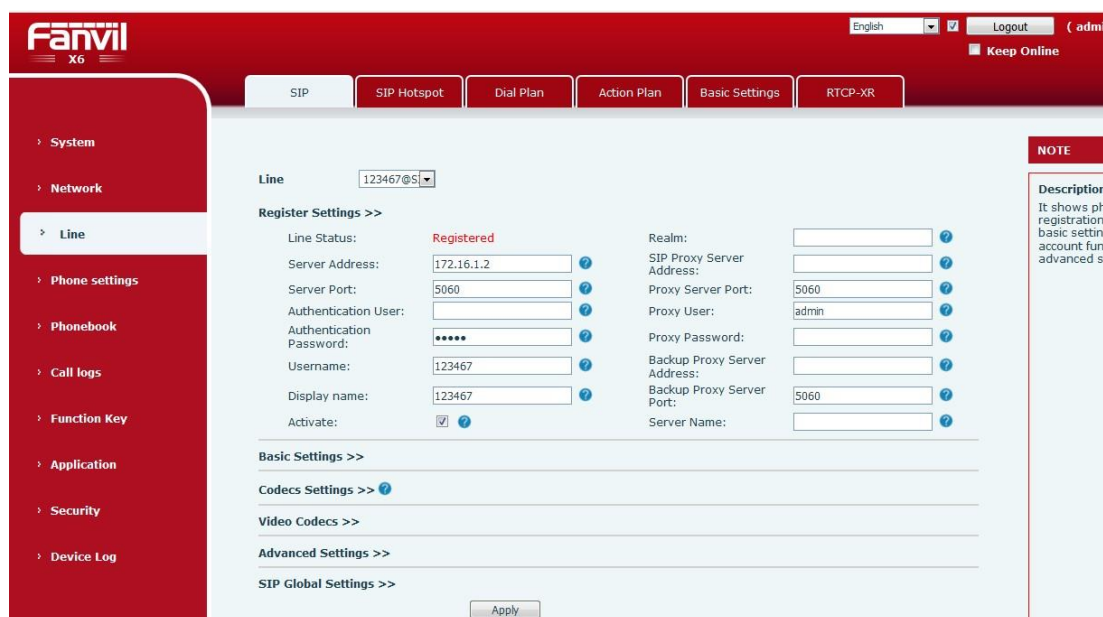 Fanvil
X6
English
Logout
( admi
Keep Online
SIP
SIP Hotspot
Dial Plan
Action Plan
Basic Settings
RTCP-XR
› System
› Network
› Line
› Phone settings
› Phonebook
› Call logs
› Function Key
› Application
› Security
› Device Log
Line 123467@S
Register Settings >>
Line Status: Registered
Realm:
Server Address: 172.16.1.2
SIP Proxy Server Address:
Server Port: 5060
Proxy Server Port: 5060
Authentication User:
Proxy User: admin
Authentication Password: •••••
Proxy Password:
Username: 123467
Backup Proxy Server Address:
Display name: 123467
Backup Proxy Server Port: 5060
Activate:
Server Name:
Basic Settings >>
Codecs Settings >>
Video Codecs >>
Advanced Settings >>
SIP Global Settings >>
Apply
NOTE
Description
It shows ph
registration
basic settin
account fun
advanced s